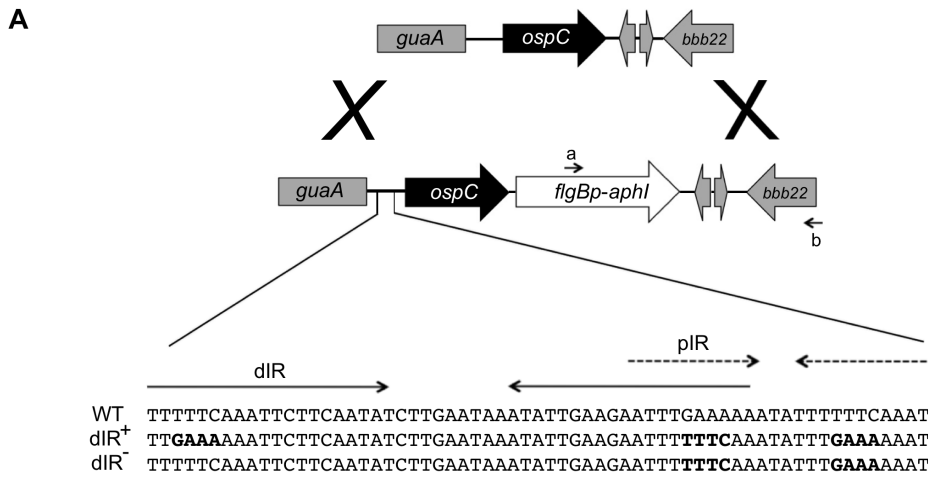 A
guaA ospC bbb22
X X
a
guaA ospC flgBp-aphI bbb22
b
pIR
dIR
WT TTTTTCAAATTCTTCAATATCTTGAATAAATATTGAAGAATTTGAAAAAATATTTTTTCAAAT
dIR+ TTGAAAAAATTCTTCAATATCTTGAATAAATATTGAAGAATTTTTTCAAATATTTGAAAAAAT
dIR- TTTTTCAAATTCTTCAATATCTTGAATAAATATTGAAGAATTTTTTCAAATATTTGAAAAAAT